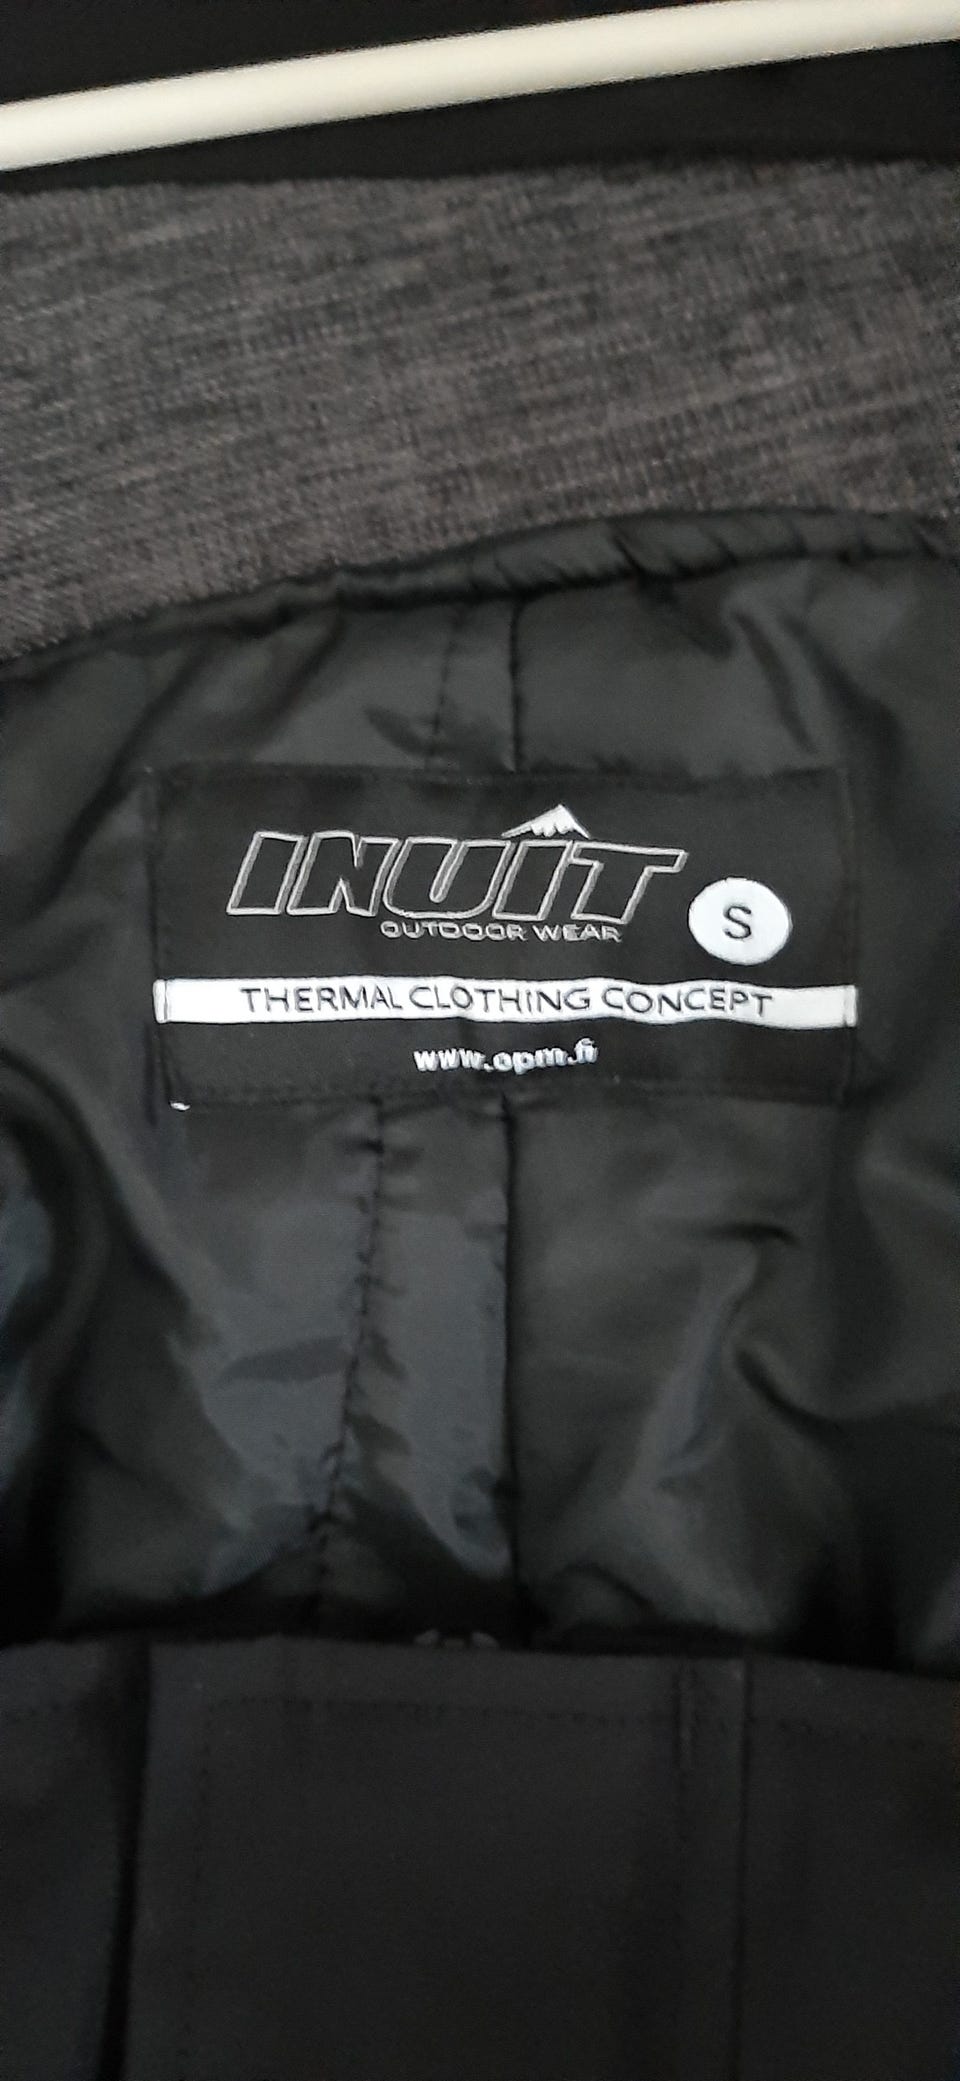 INUIT
OUTDOOR WEAR
S
THERMAL CLOTHING CONCEPT
www.opm.fi